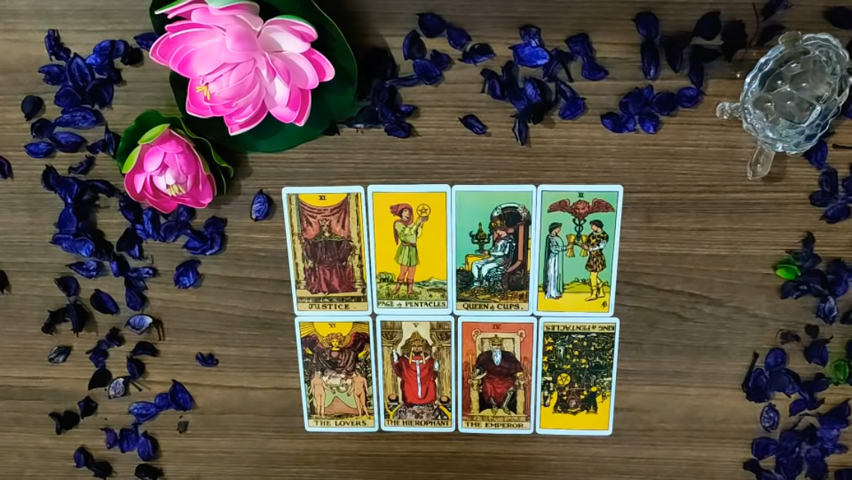 XI
JUSTICE
PAGE of PENTACLES
QUEEN of CUPS.
II
VI
THE LOVERS
V
THE HIEROPHANT
IV
THE EMPEROR
KING of PENTACLES